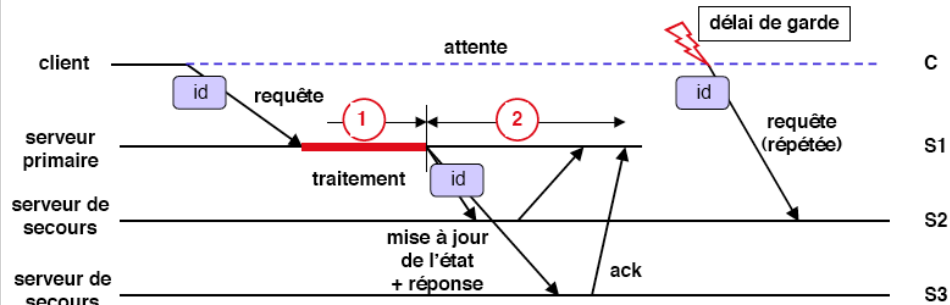 délai de garde
client
attente
C
id
id
requête
1
2
requête
(répétée)
serveur
primaire
S1
traitement
id
serveur de
secours
S2
mise à jour
de l'état
+ réponse
ack
serveur de
secours
S3